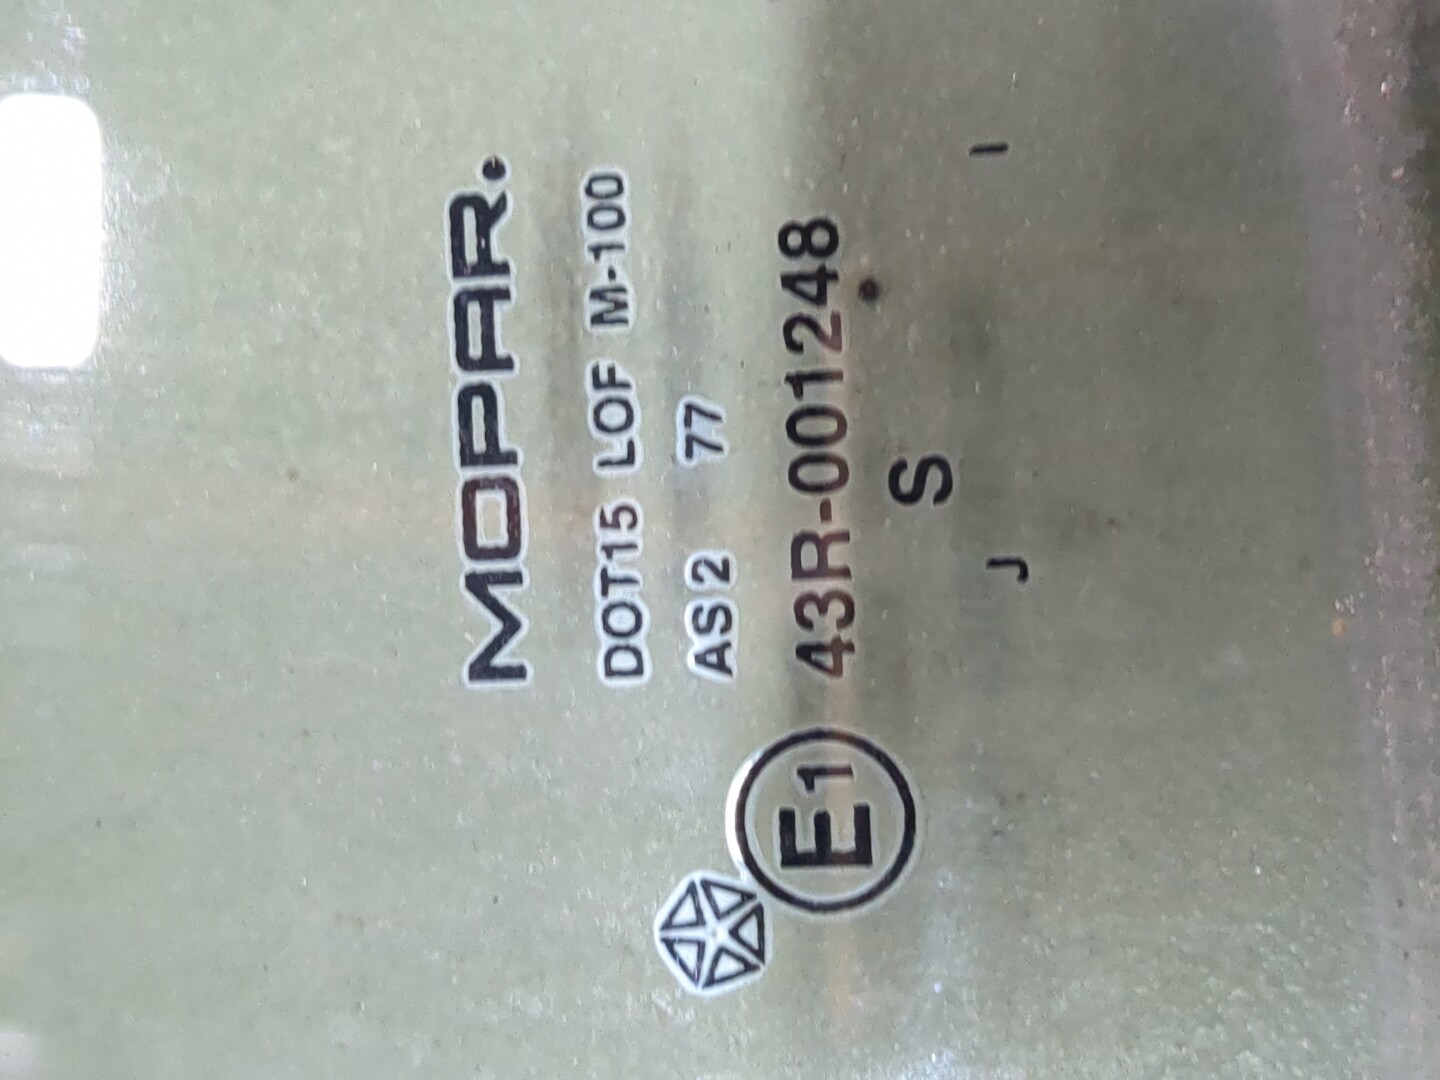 MOPAR.
DOT15 LOF M-100
AS2 77
E1 43R-001248
S
J I